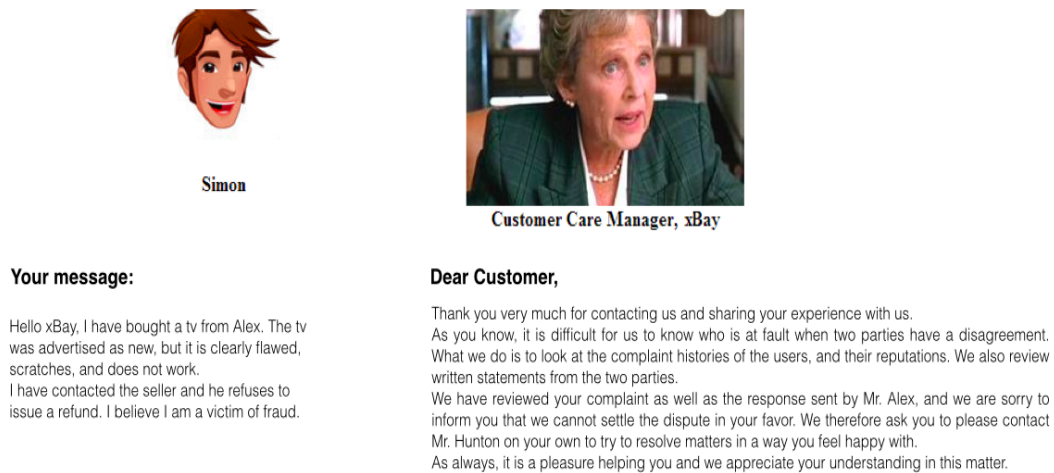 Simon
Customer Care Manager, xBay
Your message:
Hello xBay, I have bought a tv from Alex. The tv
was advertised as new, but it is clearly flawed,
scratches, and does not work.
I have contacted the seller and he refuses to
issue a refund. I believe I am a victim of fraud.
Dear Customer,
Thank you very much for contacting us and sharing your experience with us.
As you know, it is difficult for us to know who is at fault when two parties have a disagreement.
What we do is to look at the complaint histories of the users, and their reputations. We also review
written statements from the two parties.
We have reviewed your complaint as well as the response sent by Mr. Alex, and we are sorry to
inform you that we cannot settle the dispute in your favor. We therefore ask you to please contact
Mr. Hunton on your own to try to resolve matters in a way you feel happy with.
As always, it is a pleasure helping you and we appreciate your understanding in this matter.